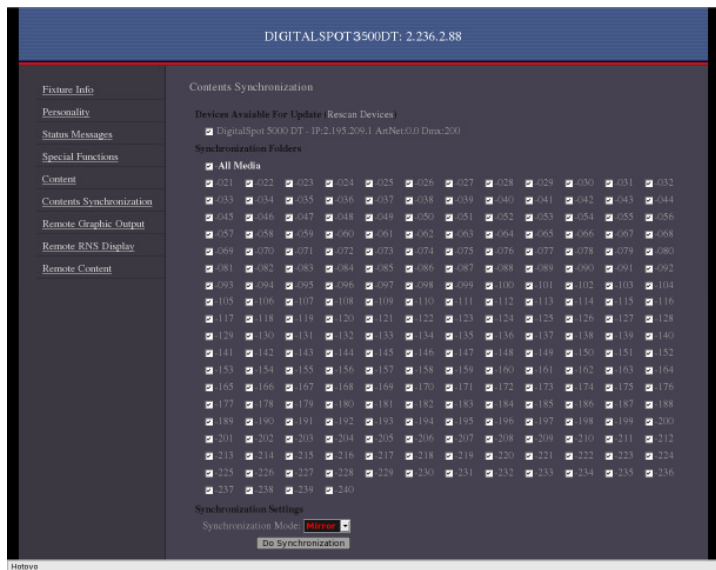 DIGITALSPOT3500DT: 2.236.2.88
Fixture Info
Personality
Status Messages
Special Functions
Content
Contents Synchronization
Remote Graphic Output
Remote RNS Display
Remote Content
Contents Synchronization
Devices Avaiable For Update (Rescan Devices)
DigitalSpot 5000 DT - IP:2.195.209.1 ArtNet:0.0 Dmx:200
Synchronization Folders
-All Media
-021 -022 -023 -024 -025 -026 -027 -028 -029 -030 -031 -032
-033 -034 -035 -036 -037 -038 -039 -040 -041 -042 -043 -044
-045 -046 -047 -048 -049 -050 -051 -052 -053 -054 -055 -056
-057 -058 -059 -060 -061 -062 -063 -064 -065 -066 -067 -068
-069 -070 -071 -072 -073 -074 -075 -076 -077 -078 -079 -080
-081 -082 -083 -084 -085 -086 -087 -088 -089 -090 -091 -092
-093 -094 -095 -096 -097 -098 -099 -100 -101 -102 -103 -104
-105 -106 -107 -108 -109 -110 -111 -112 -113 -114 -115 -116
-117 -118 -119 -120 -121 -122 -123 -124 -125 -126 -127 -128
-129 -130 -131 -132 -133 -134 -135 -136 -137 -138 -139 -140
-141 -142 -143 -144 -145 -146 -147 -148 -149 -150 -151 -152
-153 -154 -155 -156 -157 -158 -159 -160 -161 -162 -163 -164
-165 -166 -167 -168 -169 -170 -171 -172 -173 -174 -175 -176
-177 -178 -179 -180 -181 -182 -183 -184 -185 -186 -187 -188
-189 -190 -191 -192 -193 -194 -195 -196 -197 -198 -199 -200
-201 -202 -203 -204 -205 -206 -207 -208 -209 -210 -211 -212
-213 -214 -215 -216 -217 -218 -219 -220 -221 -222 -223 -224
-225 -226 -227 -228 -229 -230 -231 -232 -233 -234 -235 -236
-237 -238 -239 -240
Synchronization Settings
Synchronization Mode: Mirror
Do Synchronization
Hotovo